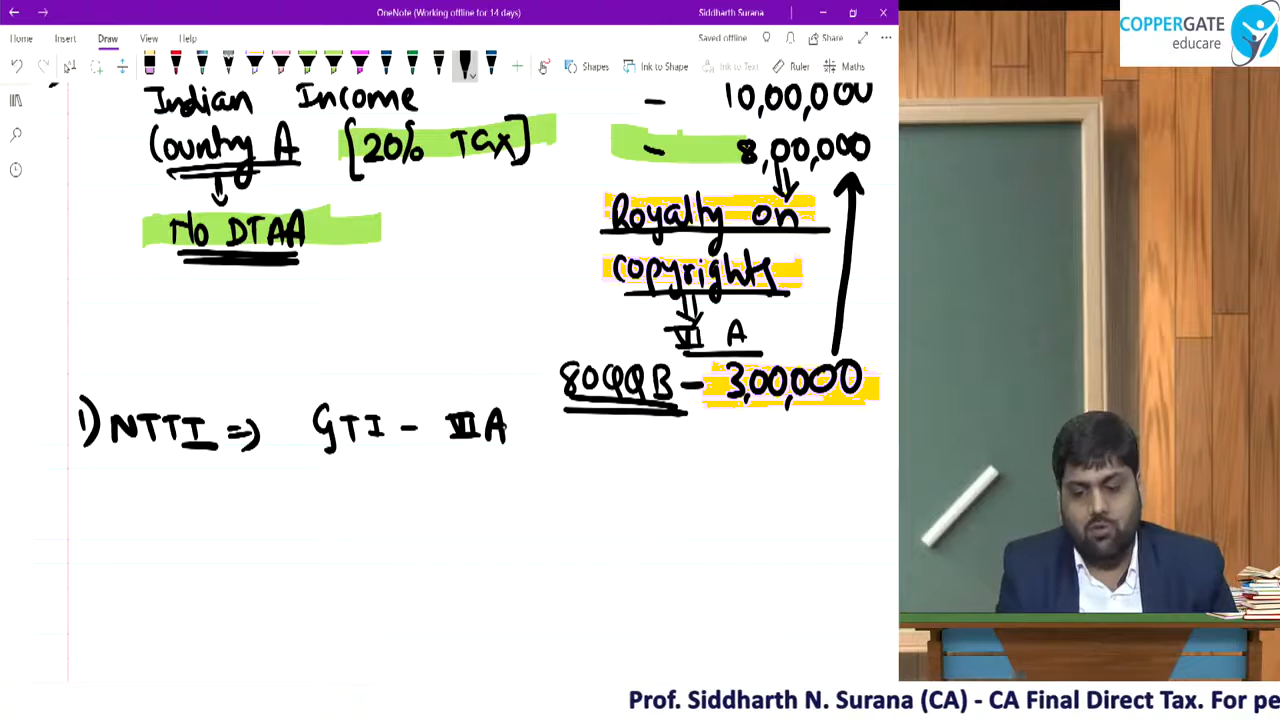 OneNote (Working offline for 14 days)
Siddharth Surana
Home Insert Draw View Help
Saved offline
Share
Shapes
Ink to Shape
Ink to Text
Ruler
Maths
COPPERGATE
educare
Indian Income - 10,00,000
Country A [20% Tax] - 8,00,000
No DTAA
Royalty on
copyrights
VI A
80QQB - 3,00,000
1) NTTI => GTI - VIA
Prof. Siddharth N. Surana (CA) - CA Final Direct Tax. For pe